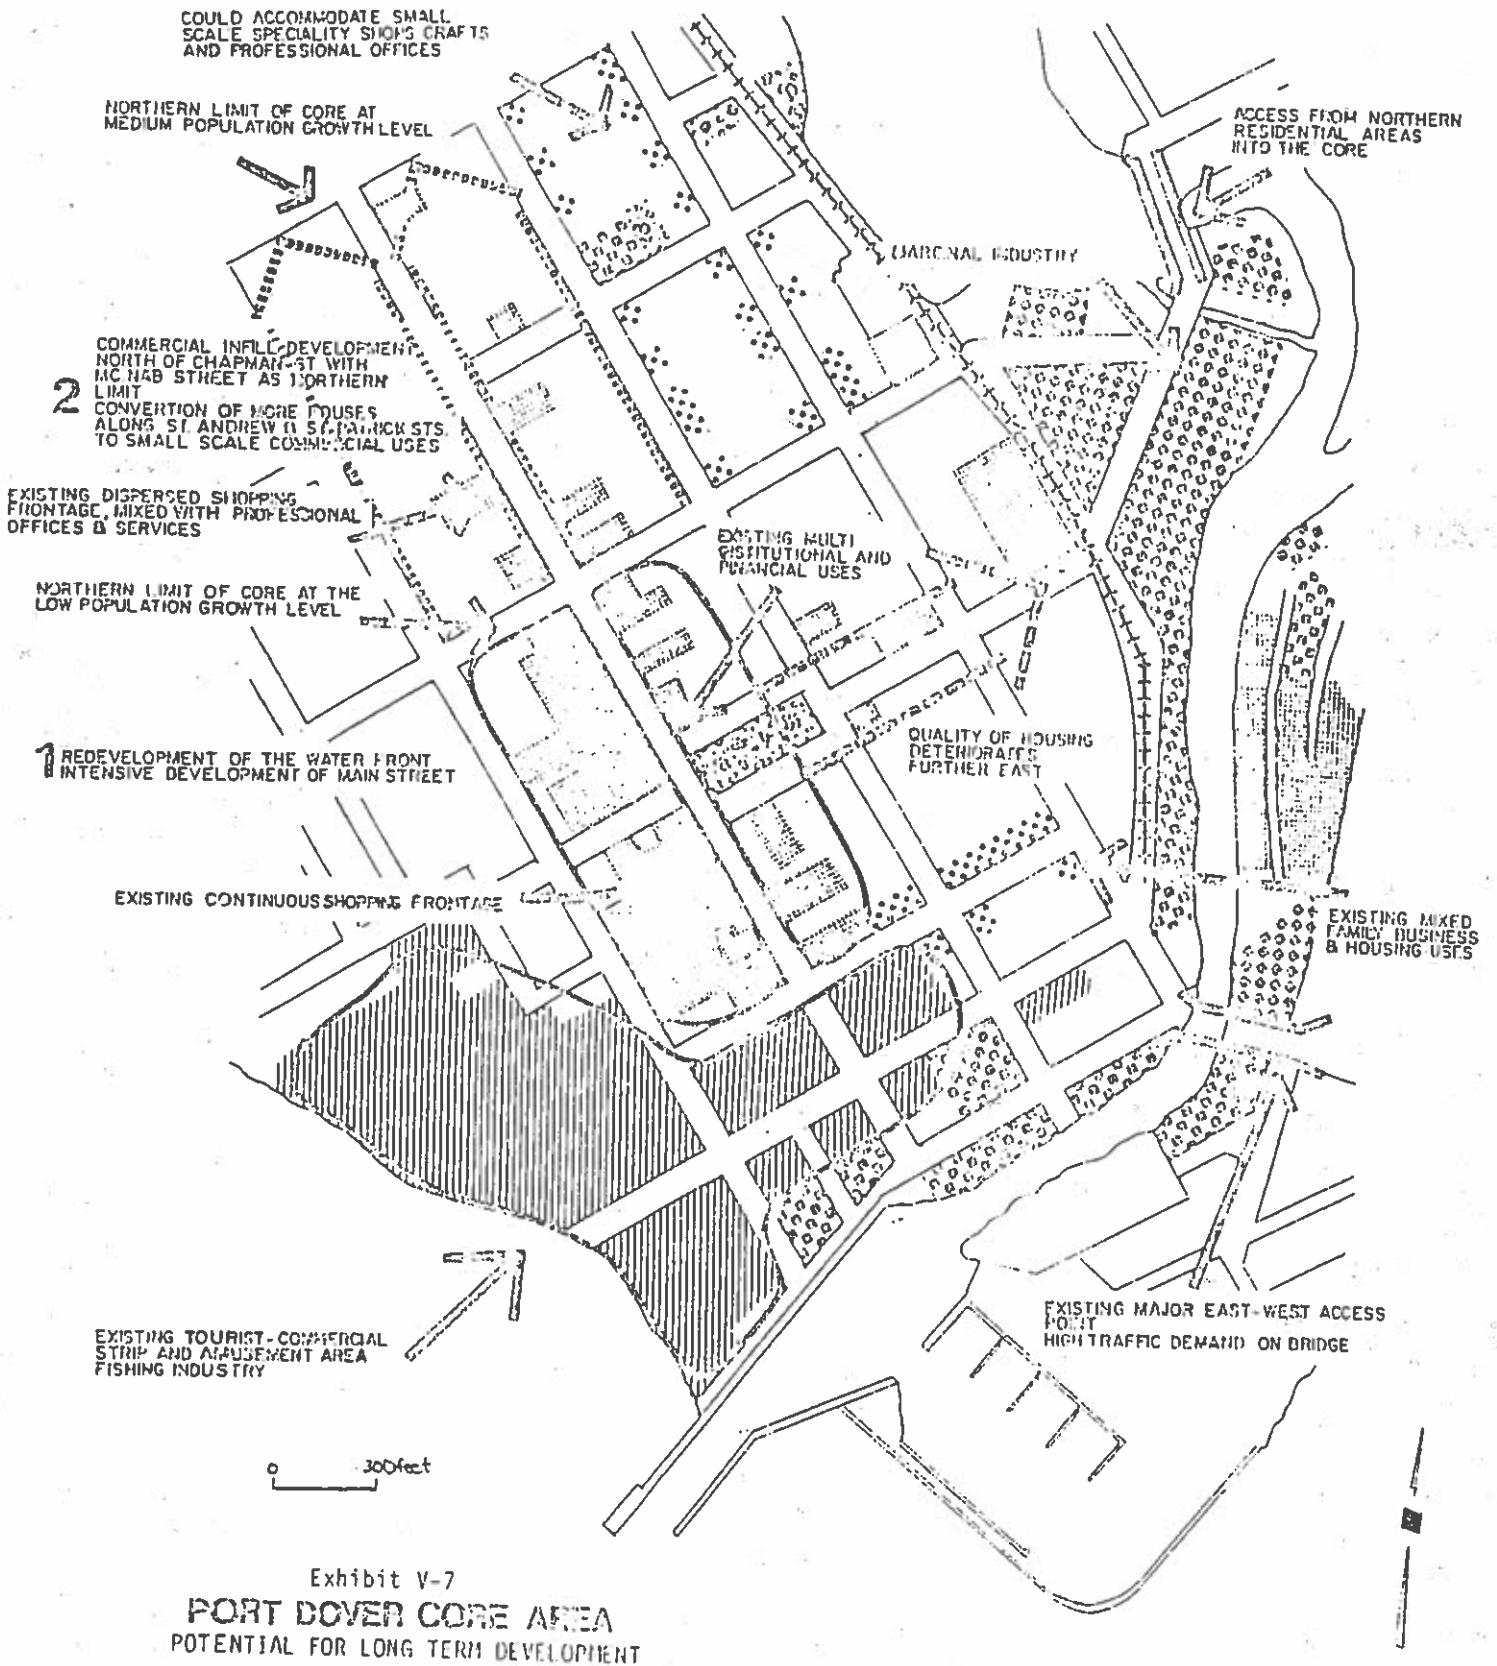 COULD ACCOMMODATE SMALL
SCALE SPECIALITY SHOPS CRAFTS
AND PROFESSIONAL OFFICES
NORTHERN LIMIT OF CORE AT
MEDIUM POPULATION GROWTH LEVEL
ACCESS FROM NORTHERN
RESIDENTIAL AREAS
INTO THE CORE
MARGINAL INDUSTRY
2
COMMERCIAL INFILL DEVELOPMENT
NORTH OF CHAPMAN ST WITH
MC NAB STREET AS NORTHERN
LIMIT
CONVERTION OF MORE HOUSES
ALONG ST. ANDREW & ST. PATRICK STS.
TO SMALL SCALE COMMERCIAL USES
EXISTING DISPERSED SHOPPING
FRONTAGE, MIXED WITH PROFESSIONAL
OFFICES & SERVICES
EXISTING MULTI
INSTITUTIONAL AND
FINANCIAL USES
NORTHERN LIMIT OF CORE AT THE
LOW POPULATION GROWTH LEVEL
1 REDEVELOPMENT OF THE WATER FRONT
INTENSIVE DEVELOPMENT OF MAIN STREET
QUALITY OF HOUSING
DETERIORATES
FURTHER EAST
EXISTING CONTINUOUS SHOPPING FRONTAGE
EXISTING MIXED
FAMILY BUSINESS
& HOUSING USES
EXISTING TOURIST-COMMERCIAL
STRIP AND AMUSEMENT AREA
FISHING INDUSTRY
EXISTING MAJOR EAST-WEST ACCESS
POINT
HIGH TRAFFIC DEMAND ON BRIDGE
0 300feet
Exhibit V-7
PORT DOVER CORE AREA
POTENTIAL FOR LONG TERM DEVELOPMENT